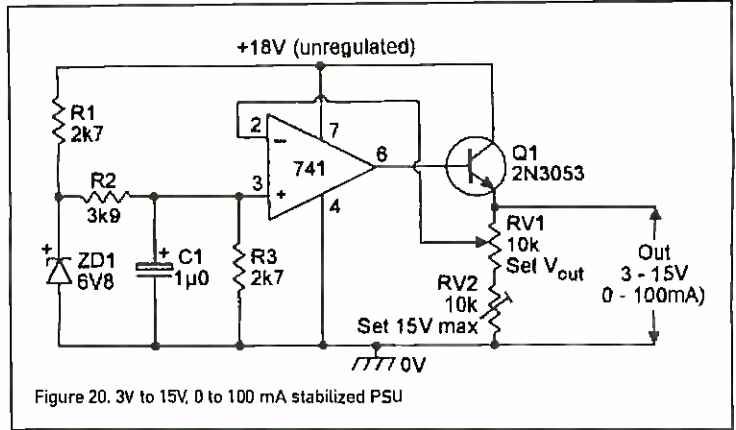 +18V (unregulated)
R1
2k7
2
7
741
6
Q1
2N3053
R2
3k9
3
4
ZD1
6V8
C1
1µ0
R3
2k7
RV1
10k
Set Vout
RV2
10k
Set 15V max
Out
3 - 15V
0 - 100mA)
0V
Figure 20. 3V to 15V, 0 to 100 mA stabilized PSU